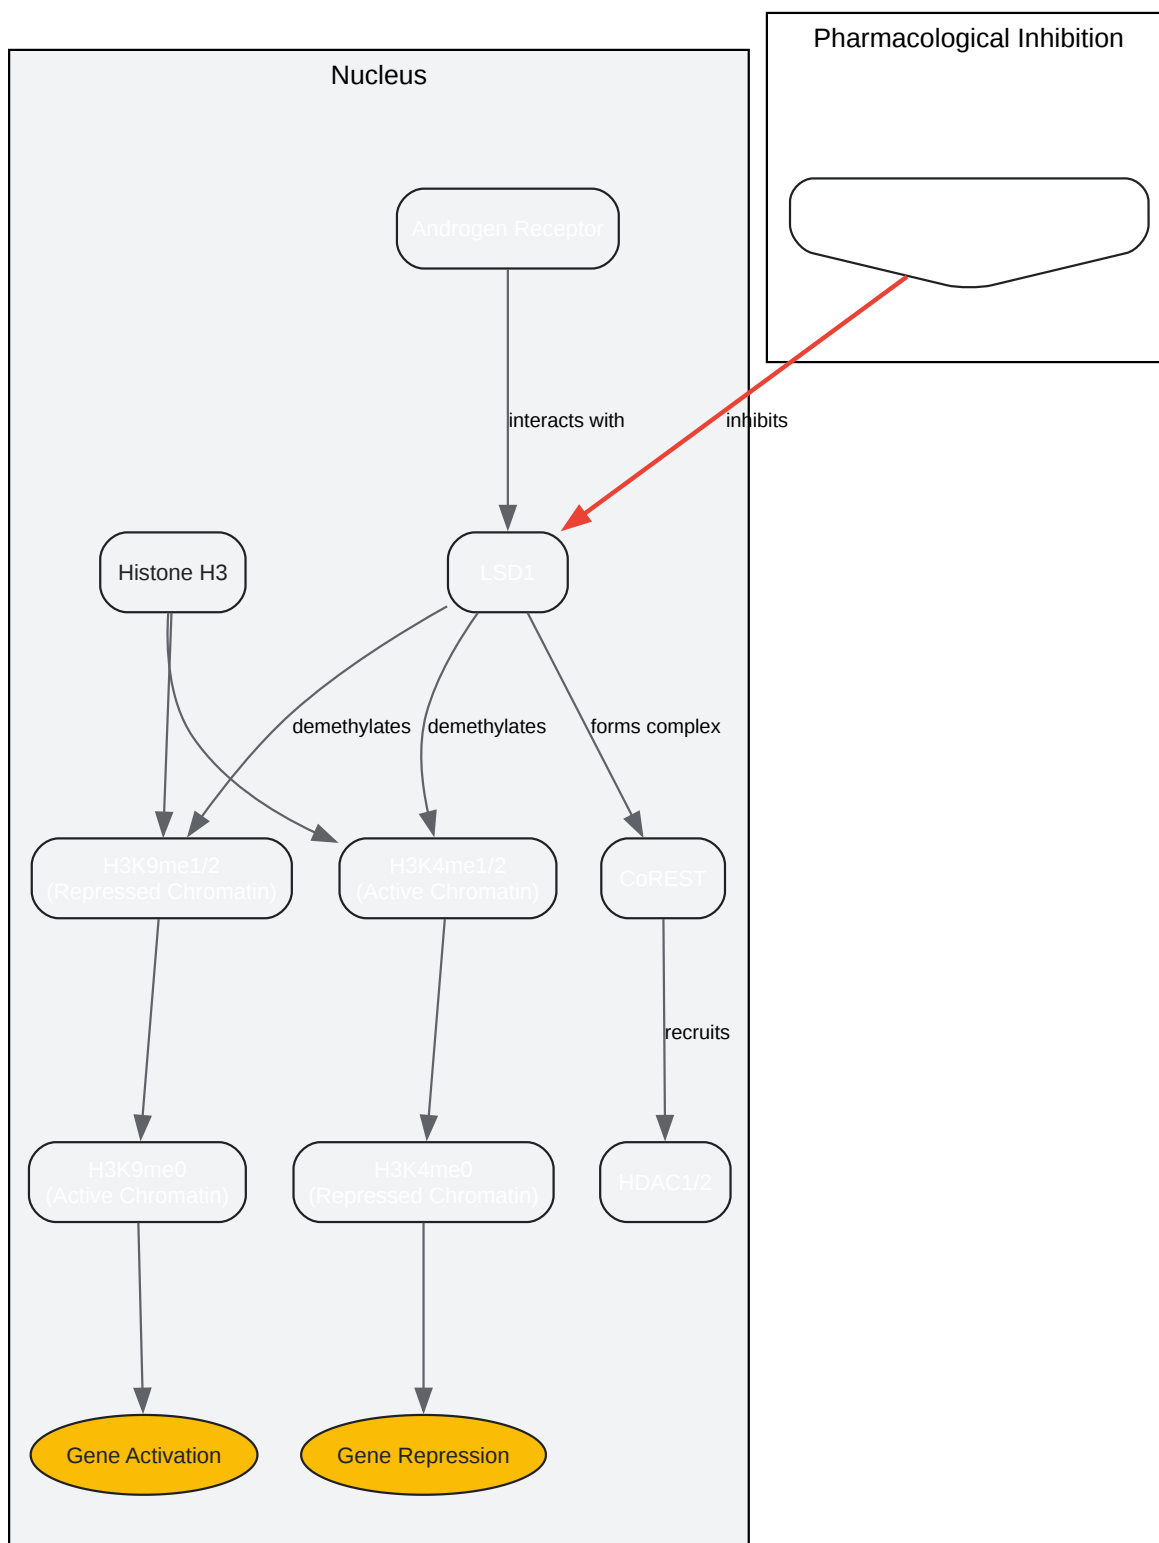 Pharmacological Inhibition
Nucleus
Androgen Receptor
interacts with
inhibits
Histone H3
LSD1
demethylates
demethylates
forms complex
H3K9me1/2
(Repressed Chromatin)
H3K4me1/2
(Active Chromatin)
CoREST
recruits
H3K9me0
(Active Chromatin)
H3K4me0
(Repressed Chromatin)
HDAC1/2
Gene Activation
Gene Repression